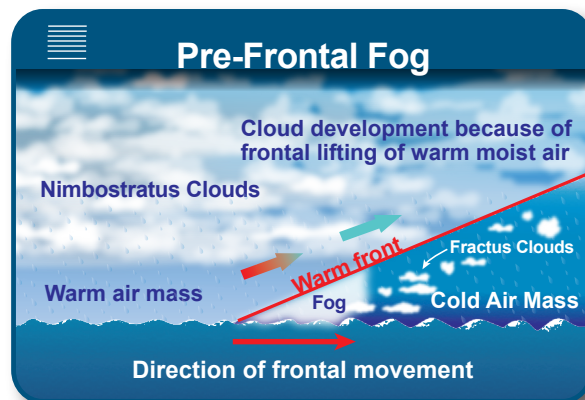 Pre-Frontal Fog
Cloud development because of
frontal lifting of warm moist air
Nimbostratus Clouds
Warm front
Fractus Clouds
Warm air mass
Fog
Cold Air Mass
Direction of frontal movement